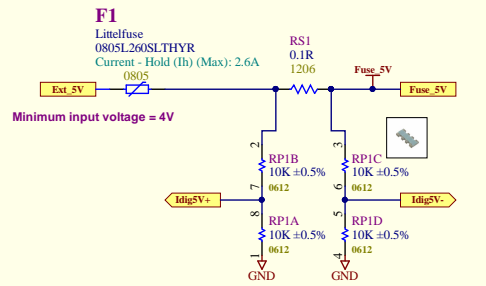 F1
Littelfuse
0805L260SLTHYR
Current - Hold (Ih) (Max): 2.6A
0805
RS1
0.1R
1206
Ext_5V
Fuse_5V
Fuse_5V
Minimum input voltage = 4V
2
RP1B
10K ±0.5%
0612
7
3
RP1C
10K ±0.5%
0612
6
Idig5V+
Idig5V-
8
RP1A
10K ±0.5%
0612
1
GND
5
RP1D
10K ±0.5%
0612
4
GND